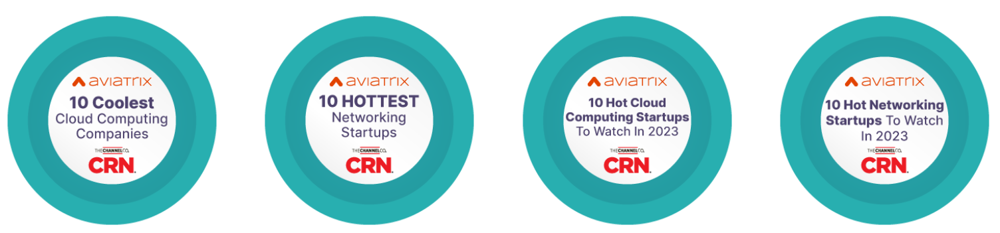 aviatrix
10 Coolest
Cloud Computing
Companies
THE CHANNEL CO.
CRN.
aviatrix
10 HOTTEST
Networking
Startups
THE CHANNEL CO.
CRN.
aviatrix
10 Hot Cloud
Computing Startups
To Watch In 2023
THE CHANNEL CO.
CRN.
aviatrix
10 Hot Networking
Startups To Watch
In 2023
THE CHANNEL CO.
CRN.